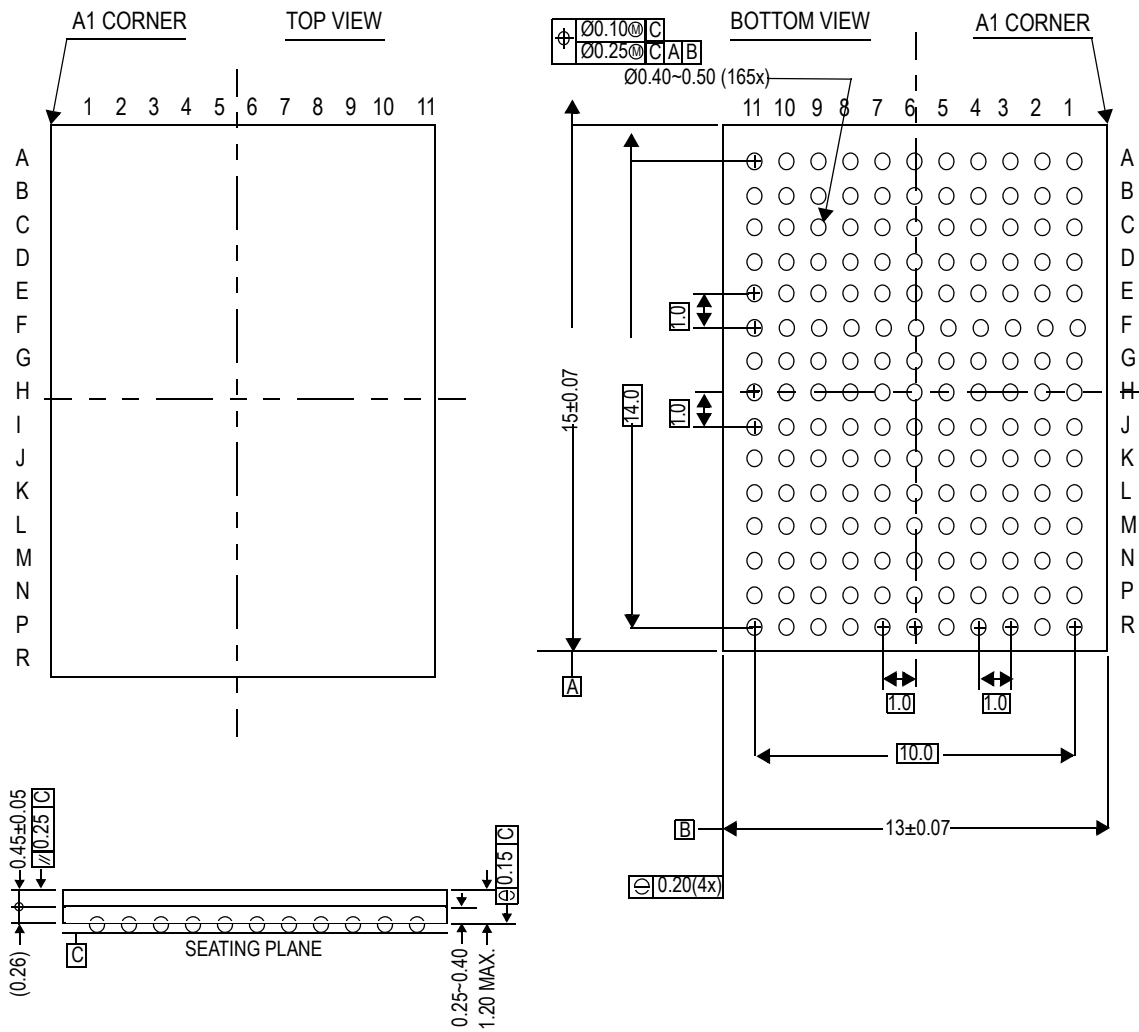 A1 CORNER
TOP VIEW
1 2 3 4 5 6 7 8 9 10 11
A
B
C
D
E
F
G
H
I
J
K
L
M
N
P
R
Ø0.10Ⓜ C
Ø0.25Ⓜ C A B
Ø0.40~0.50 (165x)
BOTTOM VIEW
A1 CORNER
11 10 9 8 7 6 5 4 3 2 1
A
B
C
D
E
F
G
H
J
K
L
M
N
P
R
1.0
1.0
15±0.07
14.0
A
1.0
1.0
10.0
B
13±0.07
0.20(4x)
0.45±0.05
// 0.25 C
(0.26)
C
SEATING PLANE
0.15 C
0.25~0.40
1.20 MAX.